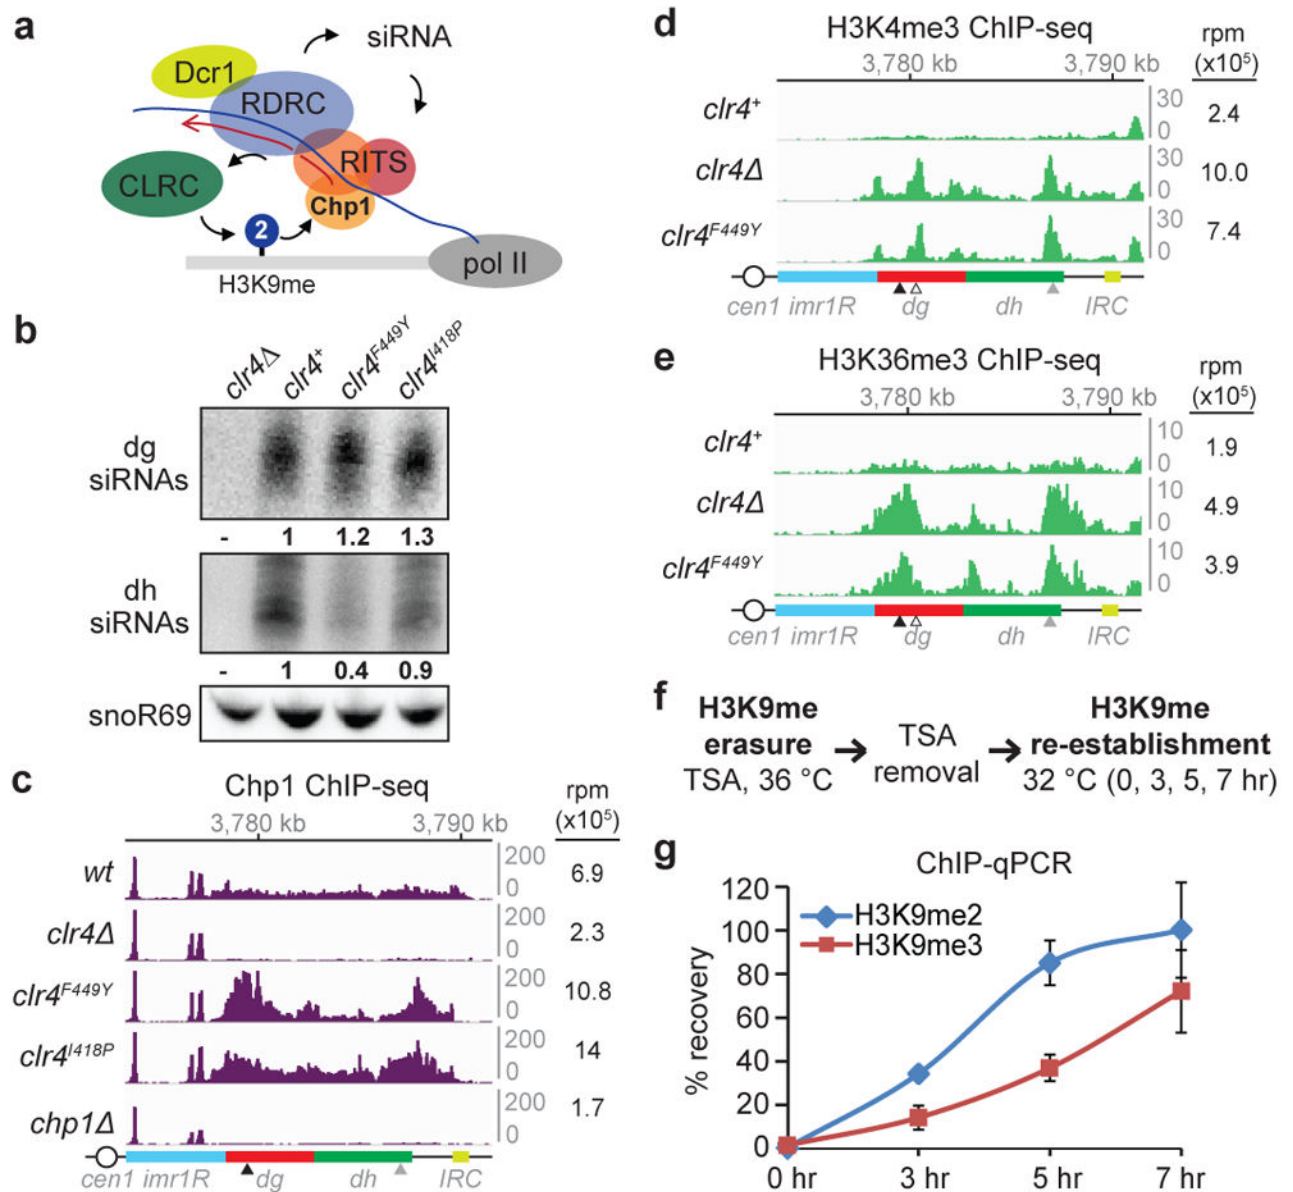 a
siRNA
Dcr1
RDRC
RITS
CLRC
Chp1
2
pol II
H3K9me
b
clr4Δ clr4+ clr4F449Y clr4I418P
dg
siRNAs
- 1 1.2 1.3
dh
siRNAs
- 1 0.4 0.9
snoR69
c
Chp1 ChIP-seq
rpm
(x10⁵)
3,780 kb 3,790 kb
wt 200 0 6.9
clr4Δ 200 0 2.3
clr4F449Y 200 0 10.8
clr4I418P 200 0 14
chp1Δ 200 0 1.7
cen1 imr1R dg dh IRC
d
H3K4me3 ChIP-seq
rpm
(x10⁵)
3,780 kb 3,790 kb
clr4+ 30 0 2.4
clr4Δ 30 0 10.0
clr4F449Y 30 0 7.4
cen1 imr1R dg dh IRC
e
H3K36me3 ChIP-seq
rpm
(x10⁵)
3,780 kb 3,790 kb
clr4+ 10 0 1.9
clr4Δ 10 0 4.9
clr4F449Y 10 0 3.9
cen1 imr1R dg dh IRC
f
H3K9me
erasure
TSA, 36 °C
TSA
removal
H3K9me
re-establishment
32 °C (0, 3, 5, 7 hr)
g
ChIP-qPCR
H3K9me2
H3K9me3
% recovery
120
100
80
60
40
20
0
0 hr 3 hr 5 hr 7 hr